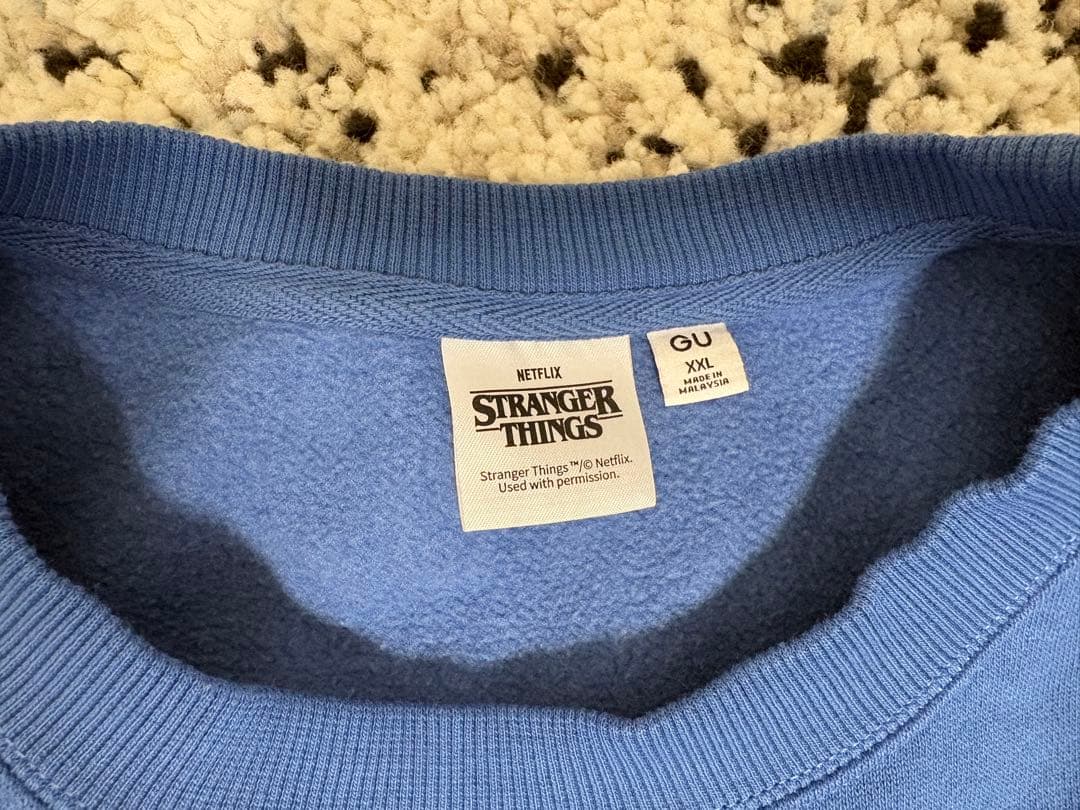 NETFLIX
STRANGER
THINGS
Stranger Things™/© Netflix.
Used with permission.
GU
XXL
MADE IN
MALAYSIA